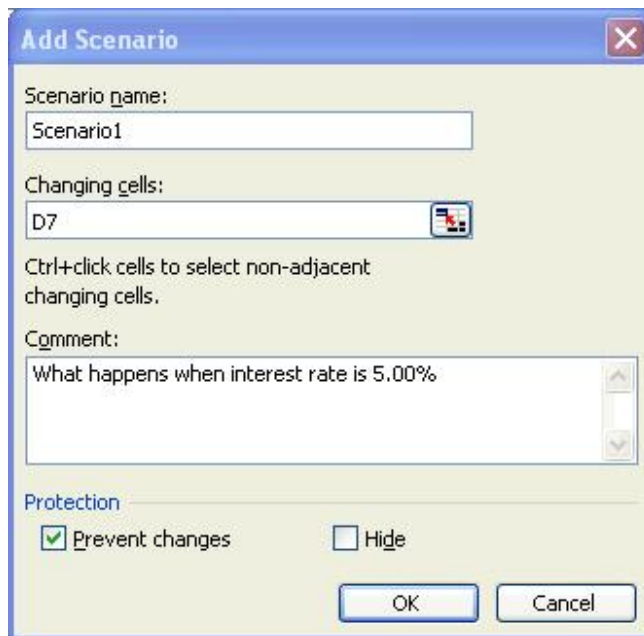 Add Scenario
Scenario name:
Scenario1
Changing cells:
D7
Ctrl+click cells to select non-adjacent
changing cells.
Comment:
What happens when interest rate is 5.00%
Protection
Prevent changes
Hide
OK
Cancel